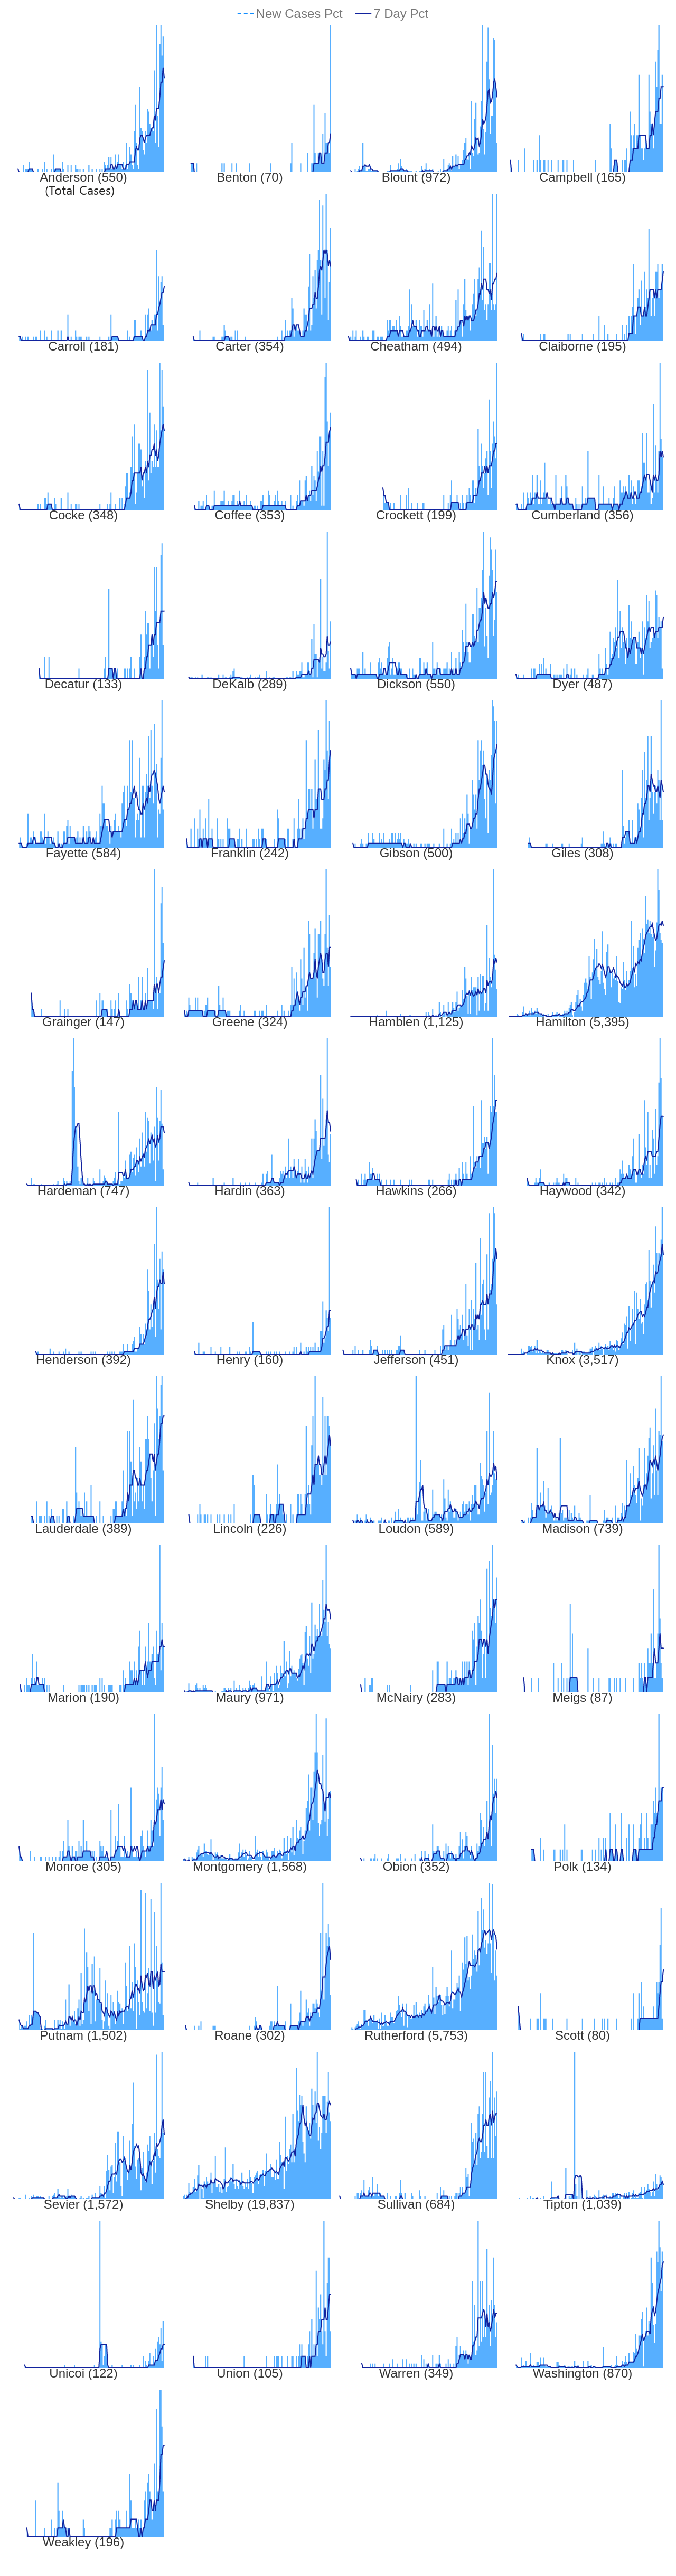 New Cases Pct 7 Day Pct
Anderson (550) Benton (70) Blount (972) Campbell (165)
(Total Cases)
Carroll (181) Carter (354) Cheatham (494) Claiborne (195)
Cocke (348) Coffee (353) Crockett (199) Cumberland (356)
Decatur (133) DeKalb (289) Dickson (550) Dyer (487)
Fayette (584) Franklin (242) Gibson (500) Giles (308)
Grainger (147) Greene (324) Hamblen (1,125) Hamilton (5,395)
Hardeman (747) Hardin (363) Hawkins (266) Haywood (342)
Henderson (392) Henry (160) Jefferson (451) Knox (3,517)
Lauderdale (389) Lincoln (226) Loudon (589) Madison (739)
Marion (190) Maury (971) McNairy (283) Meigs (87)
Monroe (305) Montgomery (1,568) Obion (352) Polk (134)
Putnam (1,502) Roane (302) Rutherford (5,753) Scott (80)
Sevier (1,572) Shelby (19,837) Sullivan (684) Tipton (1,039)
Unicoi (122) Union (105) Warren (349) Washington (870)
Weakley (196)